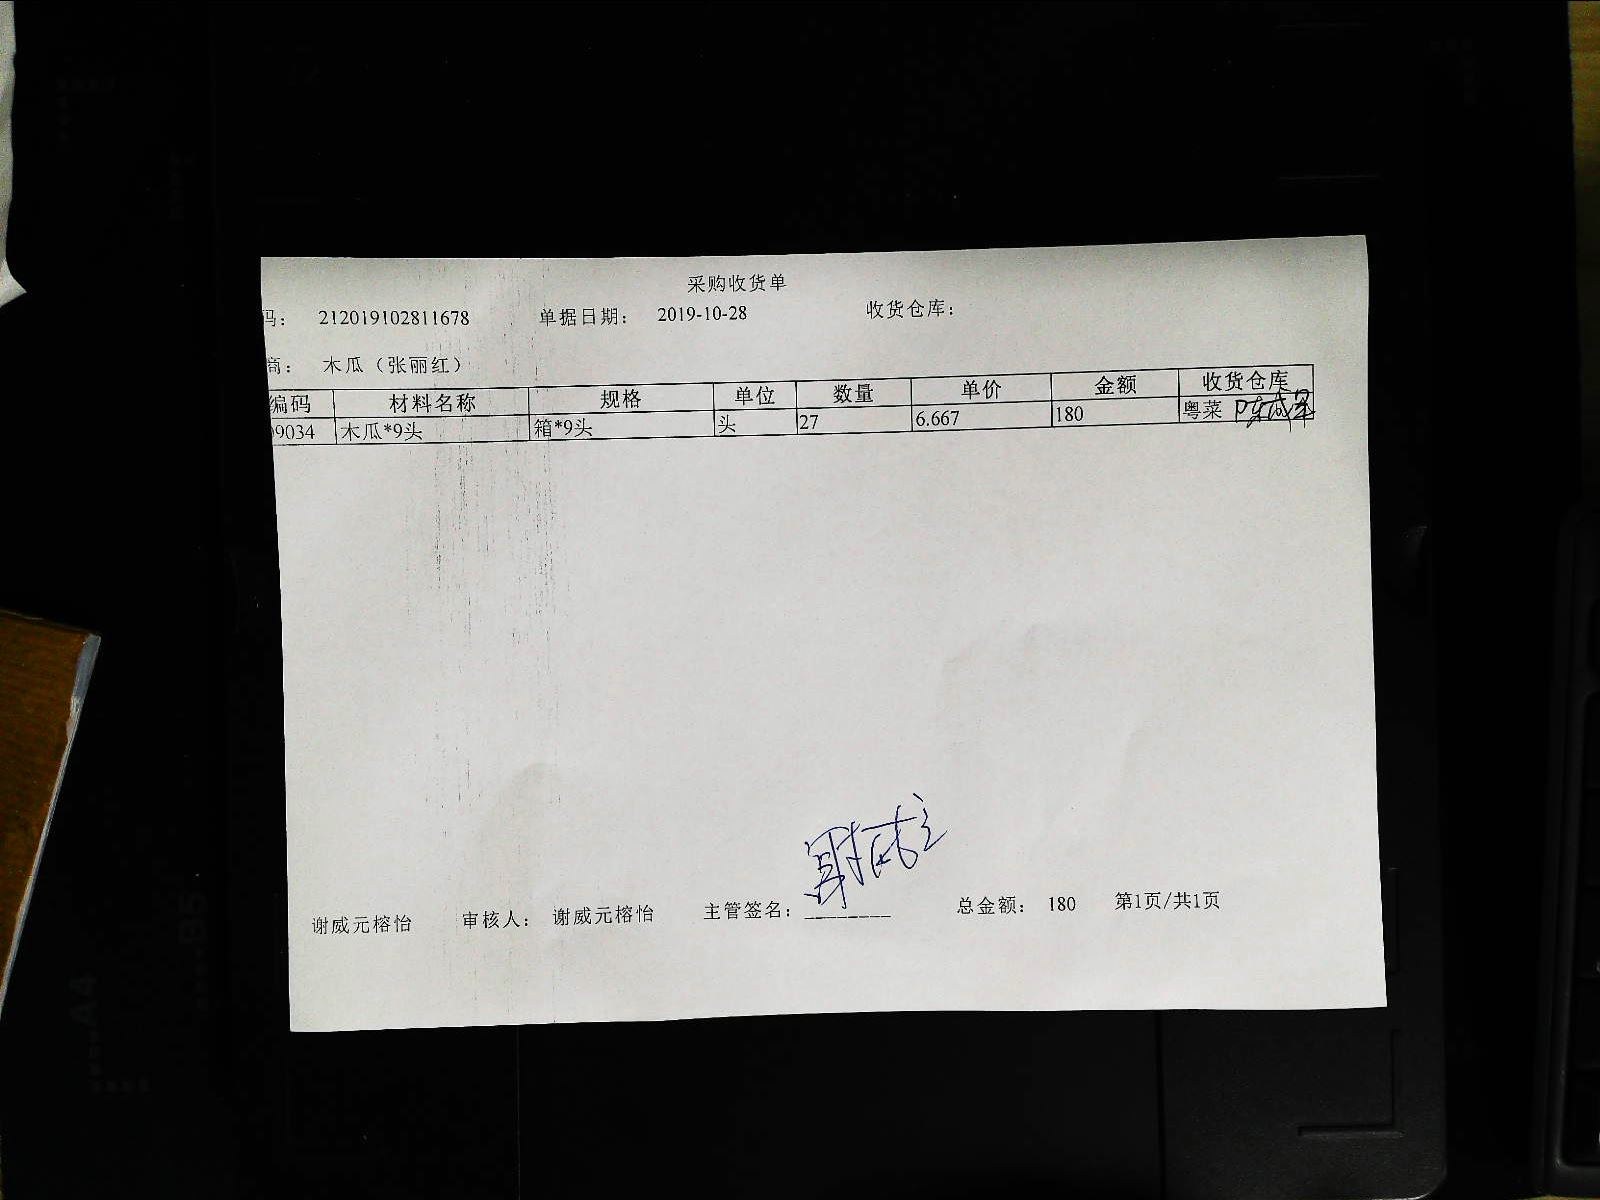 采购收货单
码： 212019102811678 单据日期： 2019-10-28 收货仓库：
商： 木瓜（张丽红）
编码 材料名称 规格 单位 数量 单价 金额 收货仓库
09034 木瓜*9头 箱*9头 头 27 6.667 180 粤菜
谢威元榕怡 审核人： 谢威元榕怡 主管签名： 谢威元 总金额： 180 第1页/共1页